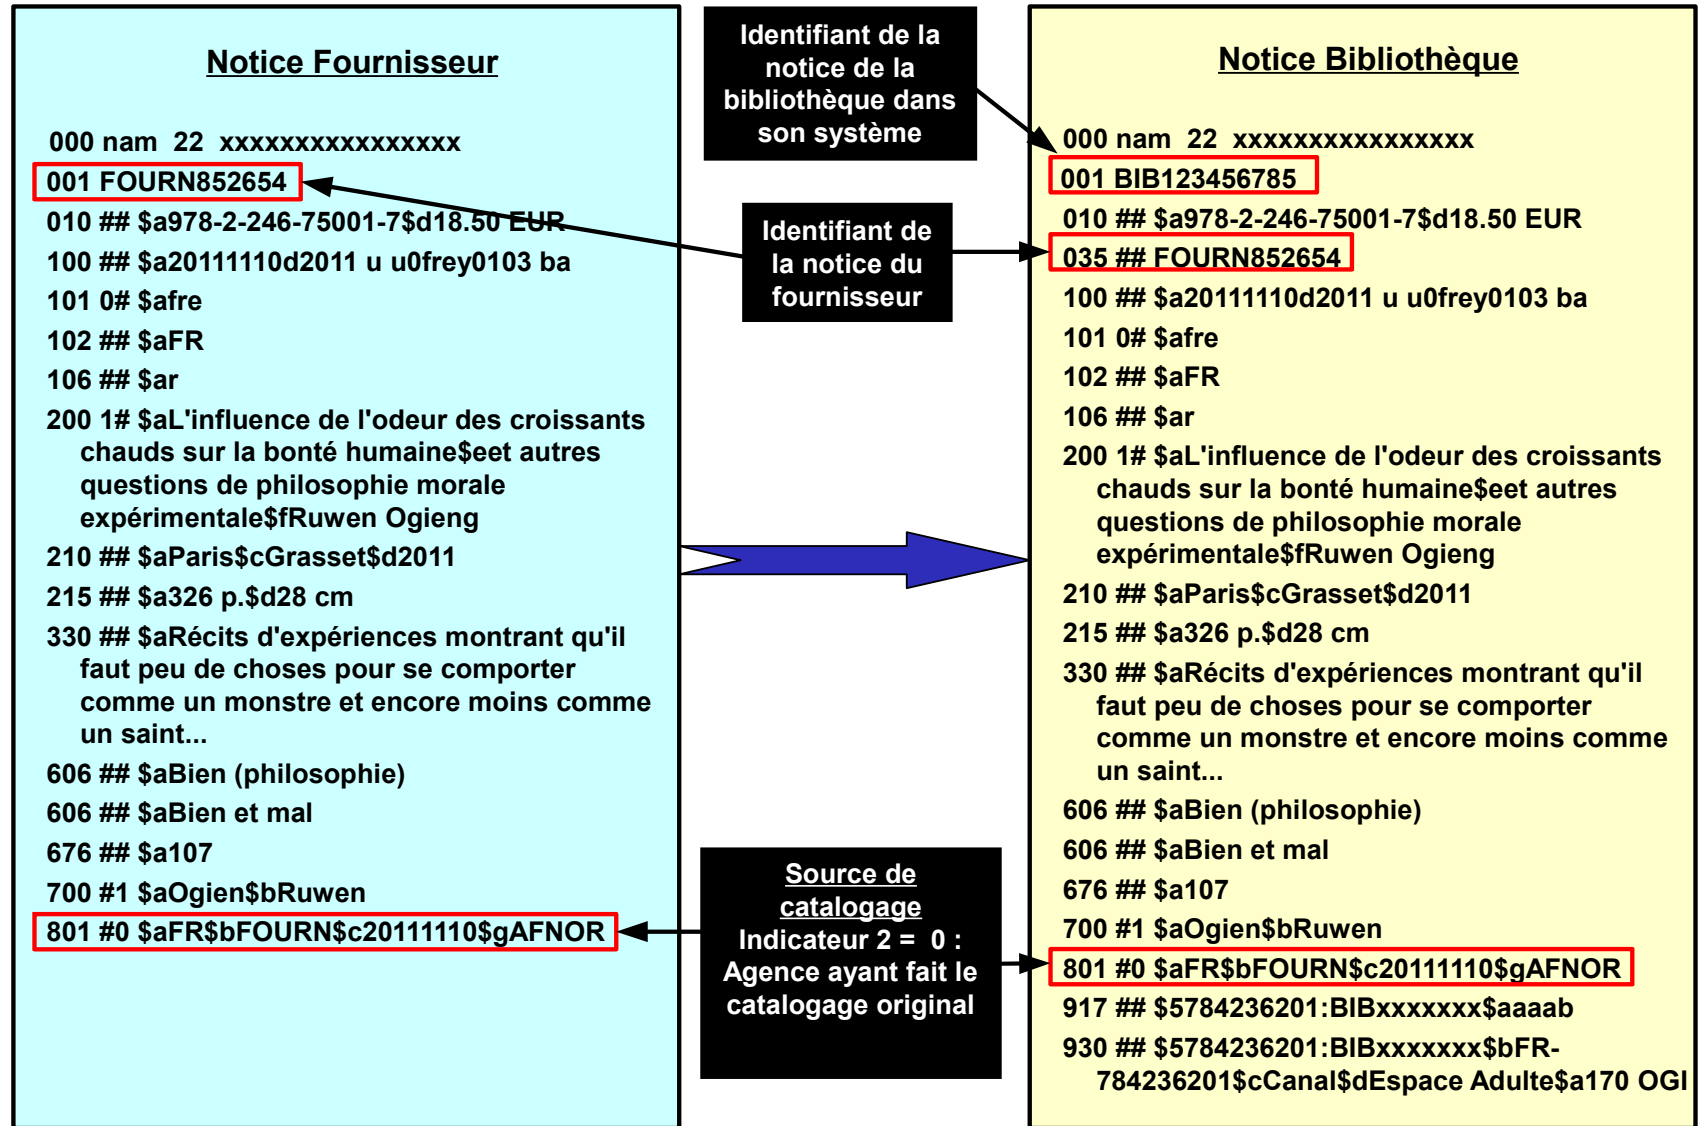 Notice Fournisseur
000 nam  22  xxxxxxxxxxxxxxxx
001 FOURN852654
010 ## $a978-2-246-75001-7$d18.50 EUR
100 ## $a20111110d2011 u u0frey0103 ba
101 0# $afre
102 ## $aFR
106 ## $ar
200 1# $aL'influence de l'odeur des croissants
chauds sur la bonté humaine$eet autres
questions de philosophie morale
expérimentale$fRuwen Ogieng
210 ## $aParis$cGrasset$d2011
215 ## $a326 p.$d28 cm
330 ## $aRécits d'expériences montrant qu'il
faut peu de choses pour se comporter
comme un monstre et encore moins comme
un saint...
606 ## $aBien (philosophie)
606 ## $aBien et mal
676 ## $a107
700 #1 $aOgien$bRuwen
801 #0 $aFR$bFOURN$c20111110$gAFNOR
Identifiant de la
notice de la
bibliothèque dans
son système
Identifiant de
la notice du
fournisseur
Source de
catalogage
Indicateur 2 =  0 :
Agence ayant fait le
catalogage original
Notice Bibliothèque
000 nam  22  xxxxxxxxxxxxxxxx
001 BIB123456785
010 ## $a978-2-246-75001-7$d18.50 EUR
035 ## FOURN852654
100 ## $a20111110d2011 u u0frey0103 ba
101 0# $afre
102 ## $aFR
106 ## $ar
200 1# $aL'influence de l'odeur des croissants
chauds sur la bonté humaine$eet autres
questions de philosophie morale
expérimentale$fRuwen Ogieng
210 ## $aParis$cGrasset$d2011
215 ## $a326 p.$d28 cm
330 ## $aRécits d'expériences montrant qu'il
faut peu de choses pour se comporter
comme un monstre et encore moins comme
un saint...
606 ## $aBien (philosophie)
606 ## $aBien et mal
676 ## $a107
700 #1 $aOgien$bRuwen
801 #0 $aFR$bFOURN$c20111110$gAFNOR
917 ## $5784236201:BIBxxxxxxx$aaaab
930 ## $5784236201:BIBxxxxxxx$bFR-
784236201$cCanal$dEspace Adulte$a170 OGI